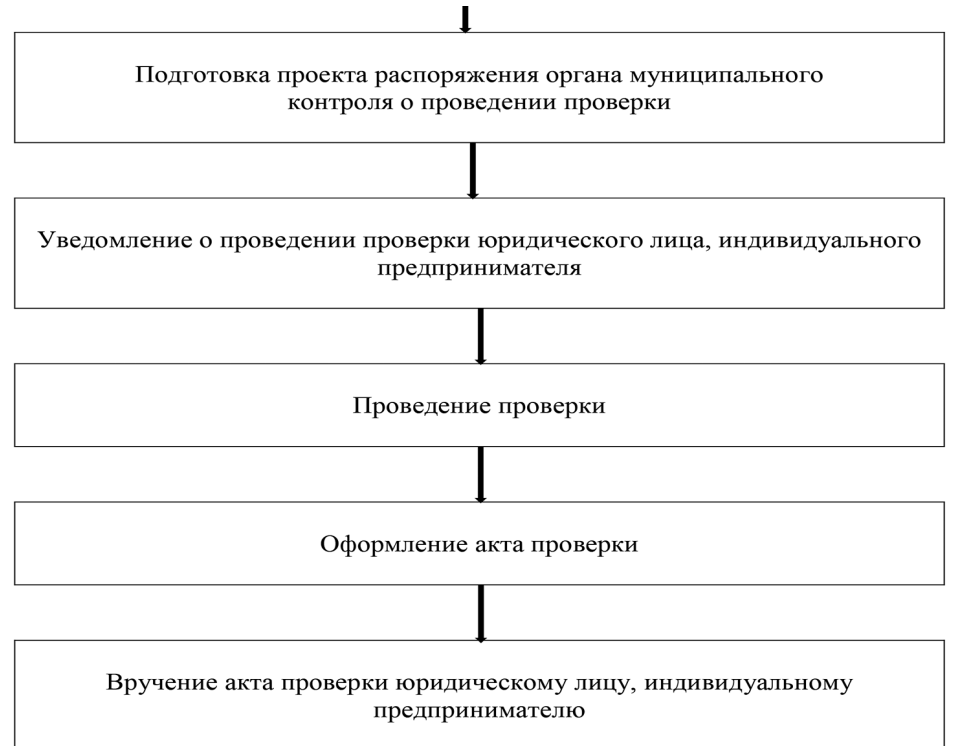 Подготовка проекта распоряжения органа муниципального
контроля о проведении проверки
Уведомление о проведении проверки юридического лица, индивидуального
предпринимателя
Проведение проверки
Оформление акта проверки
Вручение акта проверки юридическому лицу, индивидуальному
предпринимателю